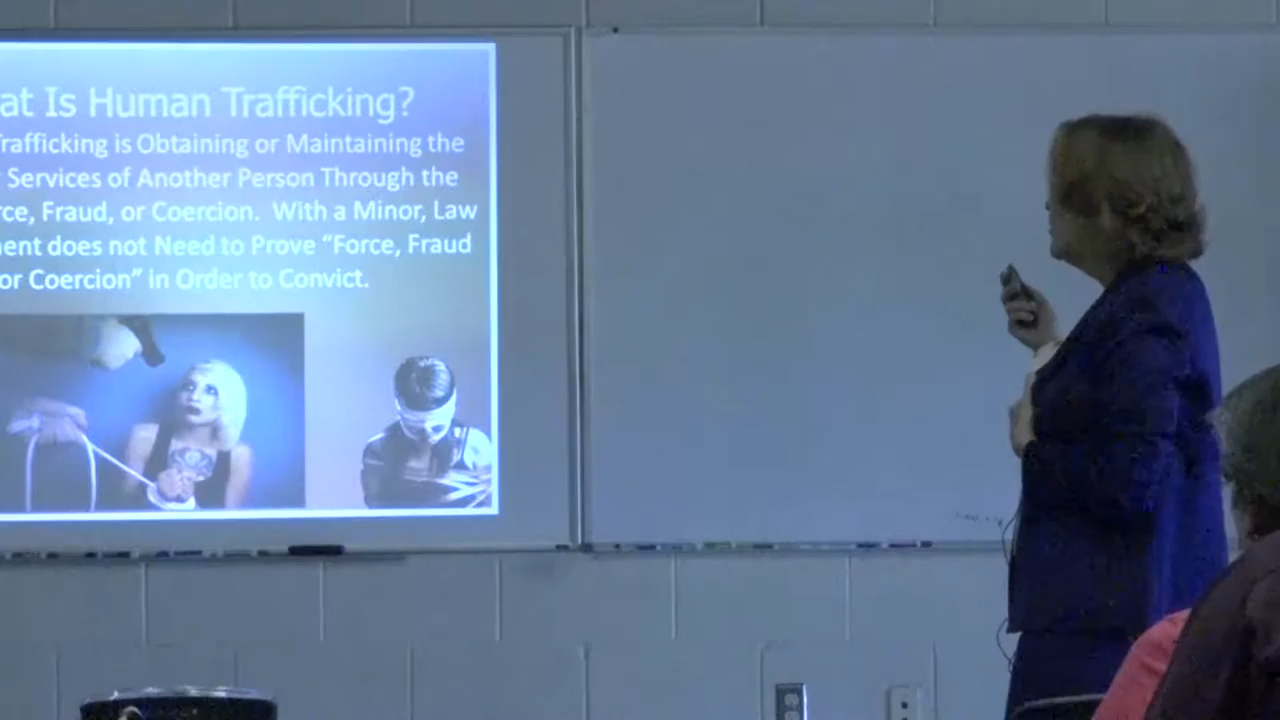 at Is Human Trafficking?
Trafficking is Obtaining or Maintaining the
Services of Another Person Through the
rce, Fraud, or Coercion. With a Minor, Law
ent does not Need to Prove “Force, Fraud
or Coercion” in Order to Convict.